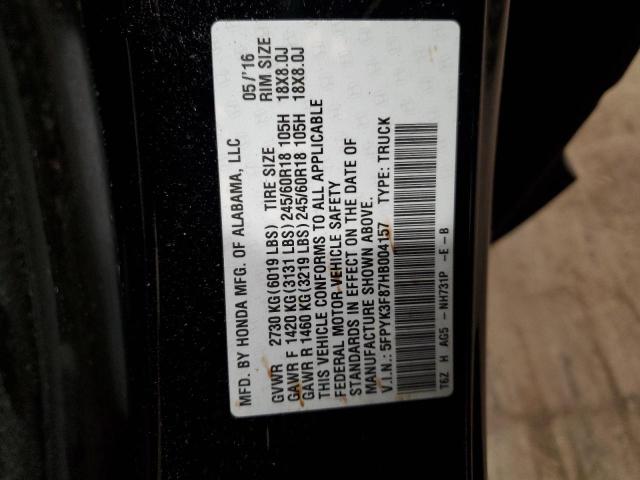 MFD. BY HONDA MFG. OF ALABAMA, LLC 05/'16
GVWR 2730 KG (6019 LBS) TIRE SIZE RIM SIZE
GAWR F 1420 KG (3131 LBS) 245/60R18 105H 18X8.0J
GAWR R 1460 KG (3219 LBS) 245/60R18 105H 18X8.0J
THIS VEHICLE CONFORMS TO ALL APPLICABLE
FEDERAL MOTOR VEHICLE SAFETY
STANDARDS IN EFFECT ON THE DATE OF
MANUFACTURE SHOWN ABOVE.
V.I.N.: 5FPYK3F87HB004157 TYPE: TRUCK
T6Z H AG5 - NH731P -E-B